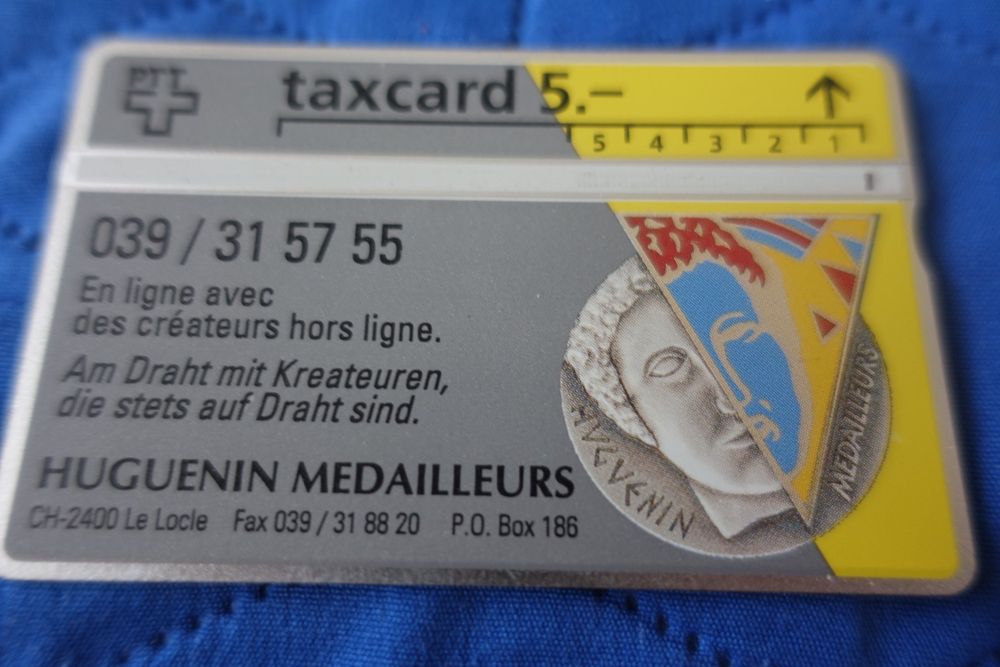 PTT
taxcard 5.–
5 4 3 2 1
1
039 / 31 57 55
En ligne avec
des créateurs hors ligne.
Am Draht mit Kreateuren,
die stets auf Draht sind.
HUGUENIN MEDAILLEURS
CH-2400 Le Locle Fax 039 / 31 88 20 P.O. Box 186
HUGUENIN
MEDAILLEURS